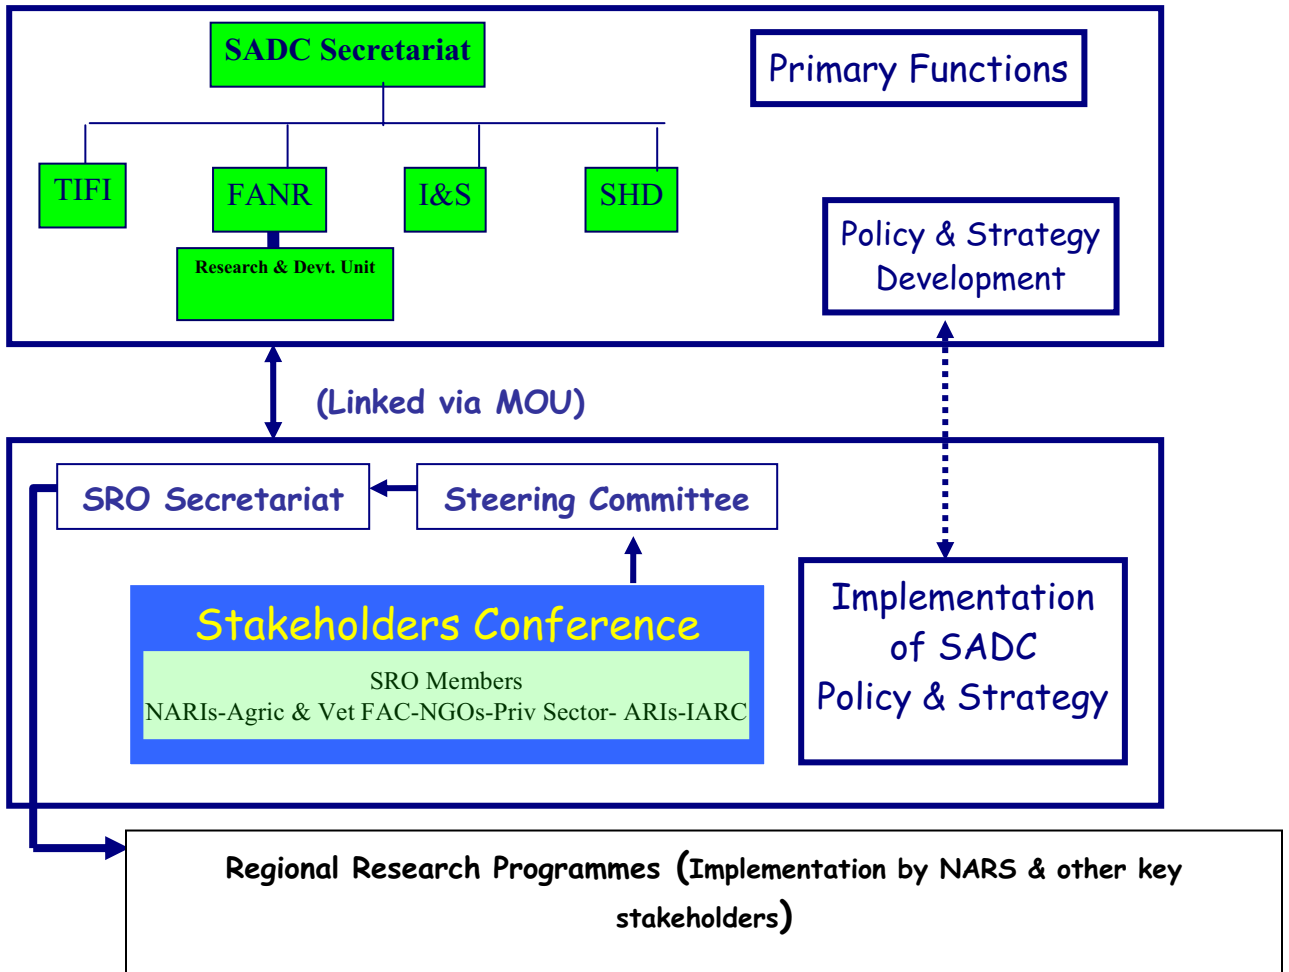 SADC Secretariat
Primary Functions
TIFI
FANR
I&S
SHD
Research & Devt. Unit
Policy & Strategy
Development
(Linked via MOU)
SRO Secretariat
Steering Committee
Stakeholders Conference
SRO Members
NARIs-Agric & Vet FAC-NGOs-Priv Sector- ARIs-IARC
Implementation
of SADC
Policy & Strategy
Regional Research Programmes (Implementation by NARS & other key
stakeholders)